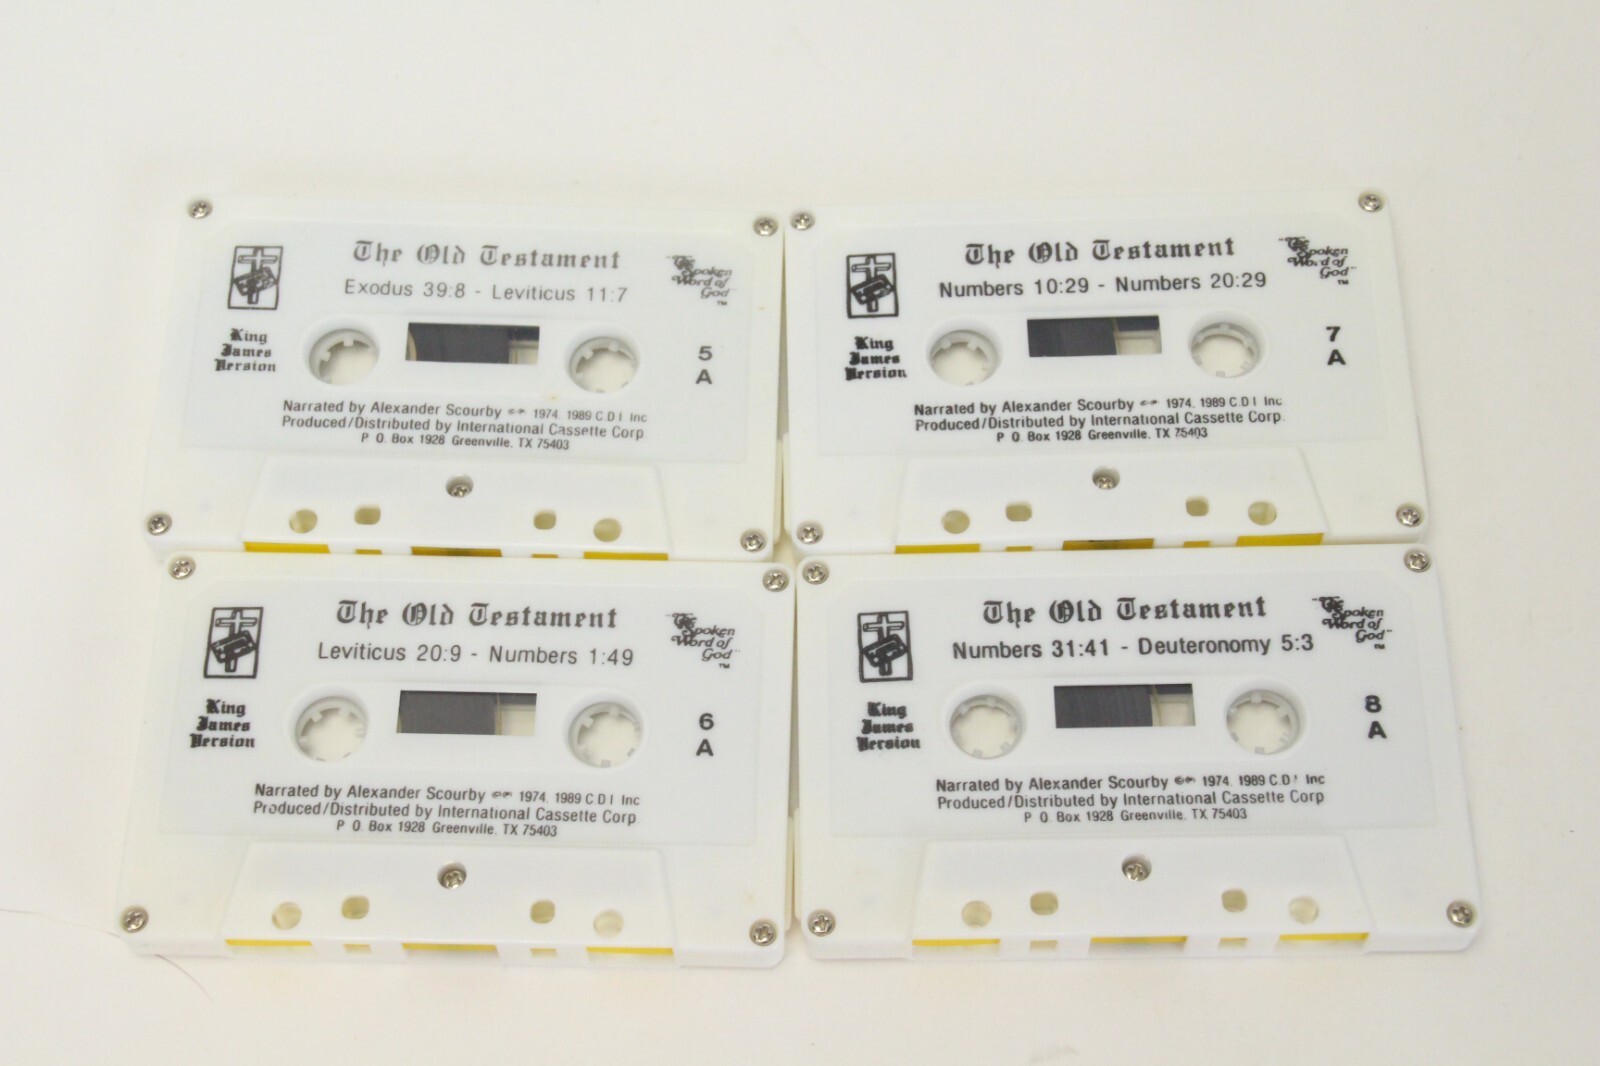 The Old Testament
Exodus 39:8 - Leviticus 11:7
"The Spoken Word of God"™
King
James
Version
5
A
Narrated by Alexander Scourby ©℗ 1974, 1989 C.D.I. Inc
Produced/Distributed by International Cassette Corp
P.O. Box 1928 Greenville, TX 75403
The Old Testament
Numbers 10:29 - Numbers 20:29
"The Spoken Word of God"™
King
James
Version
7
A
Narrated by Alexander Scourby ©℗ 1974, 1989 C.D.I. Inc
Produced/Distributed by International Cassette Corp.
P.O. Box 1928 Greenville, TX 75403
The Old Testament
Leviticus 20:9 - Numbers 1:49
"The Spoken Word of God"™
King
James
Version
6
A
Narrated by Alexander Scourby ©℗ 1974, 1989 C.D.I. Inc
Produced/Distributed by International Cassette Corp
P.O. Box 1928 Greenville, TX 75403
The Old Testament
Numbers 31:41 - Deuteronomy 5:3
"The Spoken Word of God"™
King
James
Version
8
A
Narrated by Alexander Scourby ©℗ 1974, 1989 C.D.I. Inc
Produced/Distributed by International Cassette Corp
P.O. Box 1928 Greenville, TX 75403